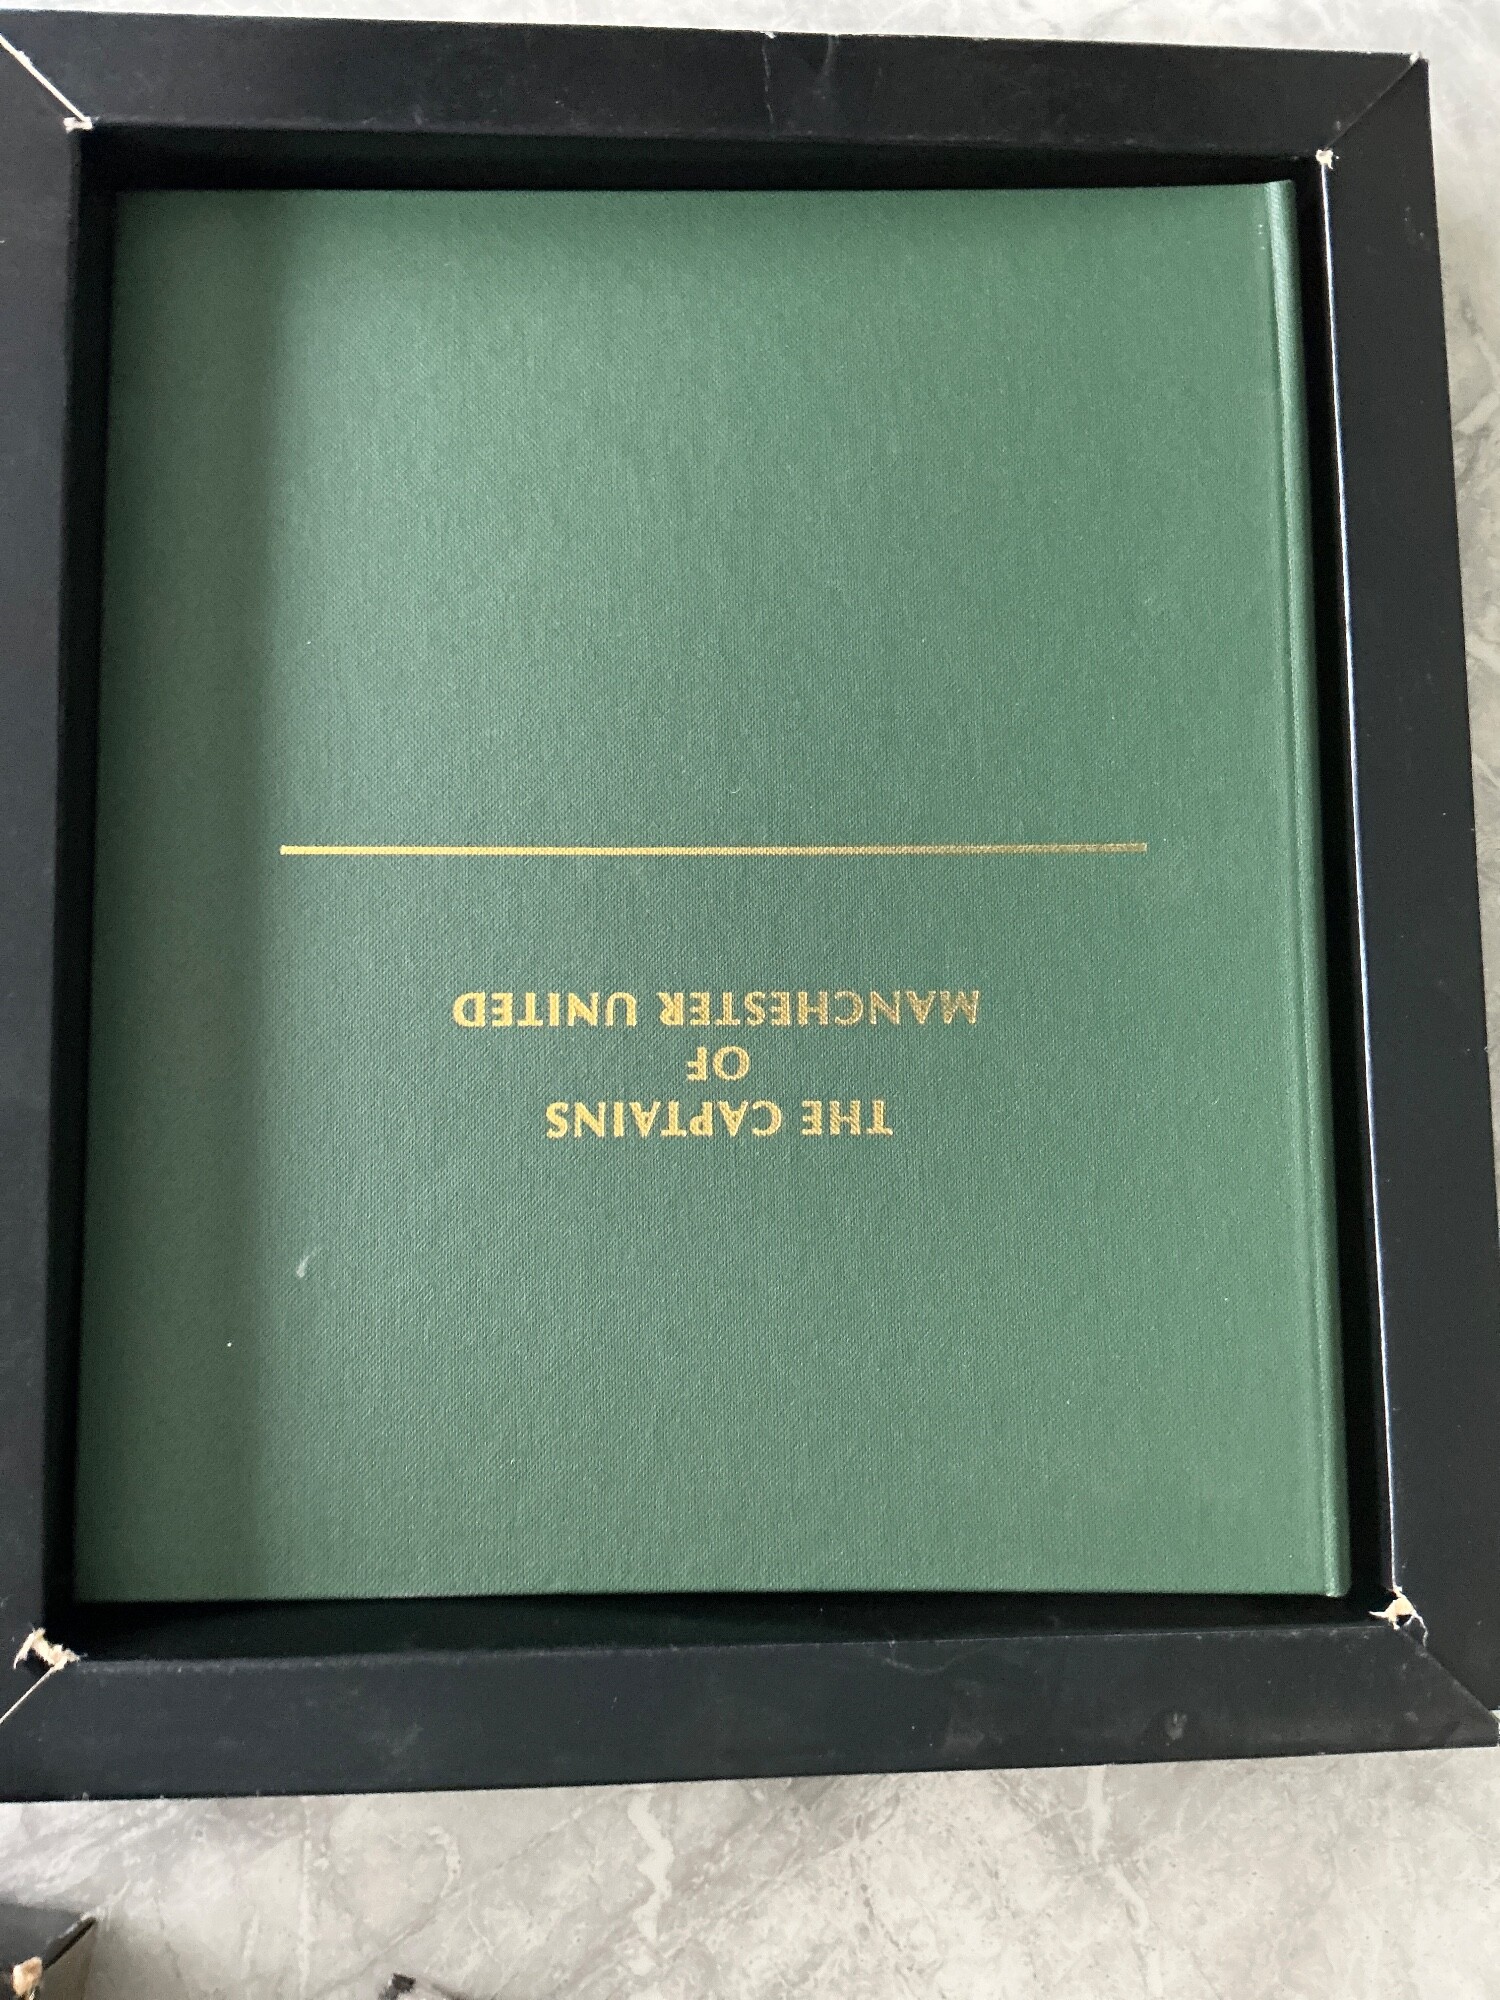 THE CAPTAINS
OF
MANCHESTER UNITED